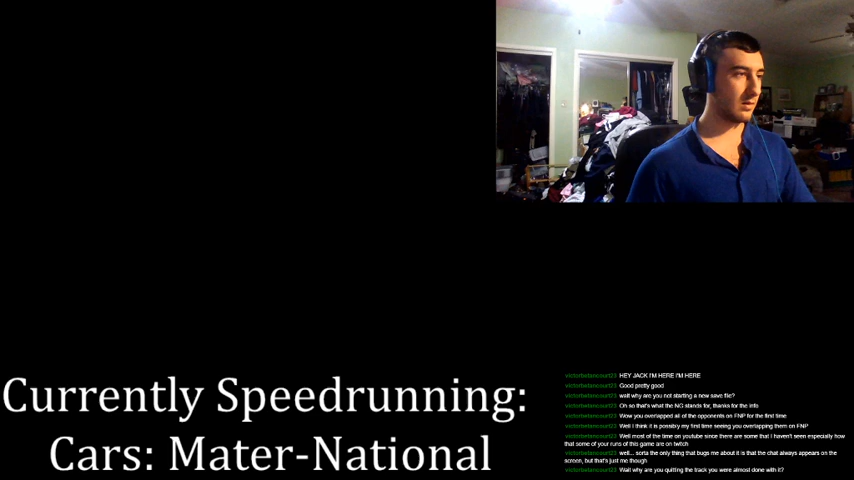 Currently Speedrunning:
Cars: Mater-National
victorbetancourt23 HEY JACK I'M HERE I'M HERE
victorbetancourt23 Good pretty good
victorbetancourt23 wait why are you not starting a new save file?
victorbetancourt23 Oh so that's what the NG stands for, thanks for the info
victorbetancourt23 Wow you overlapped all of the opponents on FNP for the first time
victorbetancourt23 Well I think it is possibly my first time seeing you overlapping them on FNP
victorbetancourt23 Well most of the time on youtube since there are some that I haven't seen especially how
that some of your runs of this game are on twitch
victorbetancourt23 well... sorta the only thing that bugs me about it is that the chat always appears on the
screen, but that's just me though
victorbetancourt23 Wait why are you quitting the track you were almost done with it?